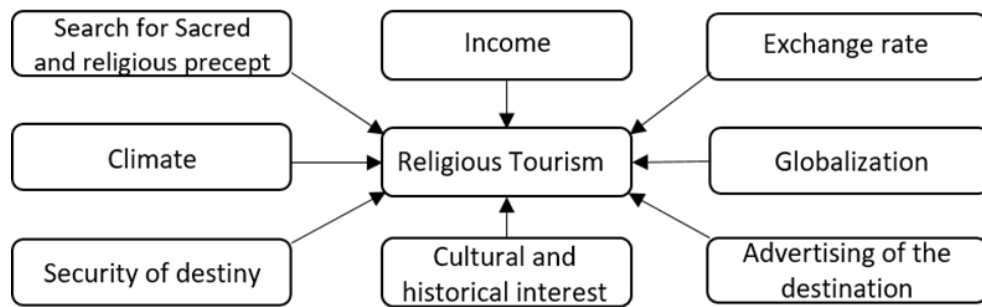 Search for Sacred
and religious precept
Income
Exchange rate
Climate
Religious Tourism
Globalization
Security of destiny
Cultural and
historical interest
Advertising of the
destination